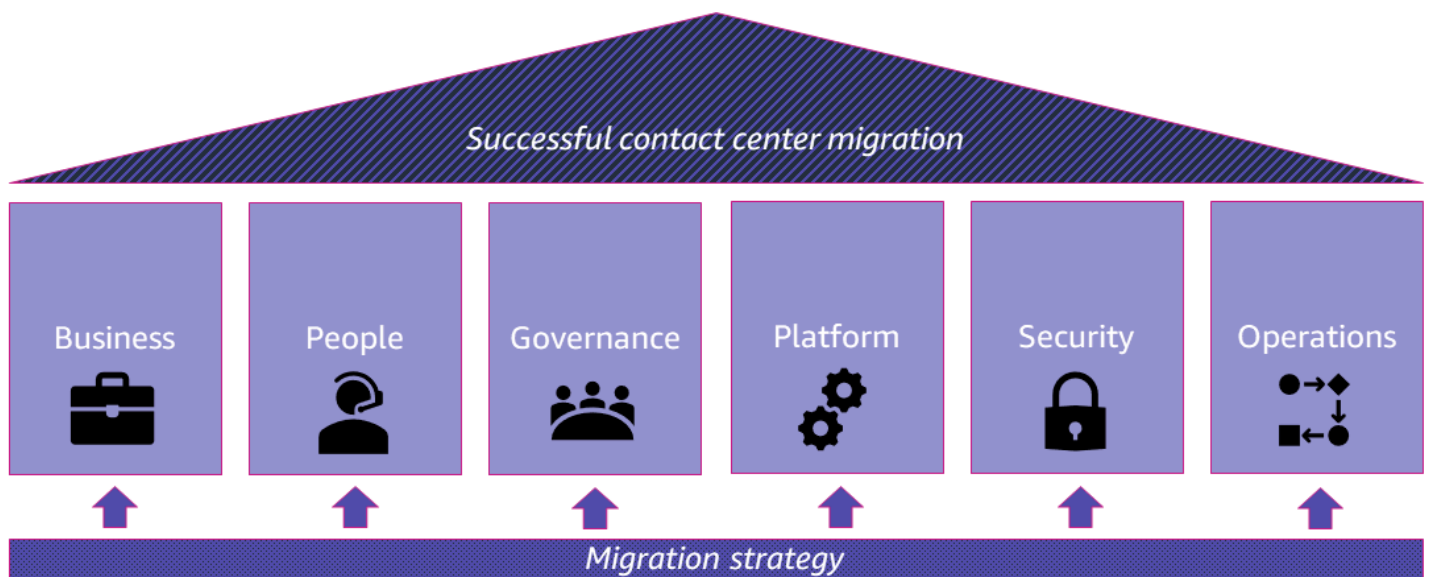 Successful contact center migration
Business
People
Governance
Platform
Security
Operations
Migration strategy